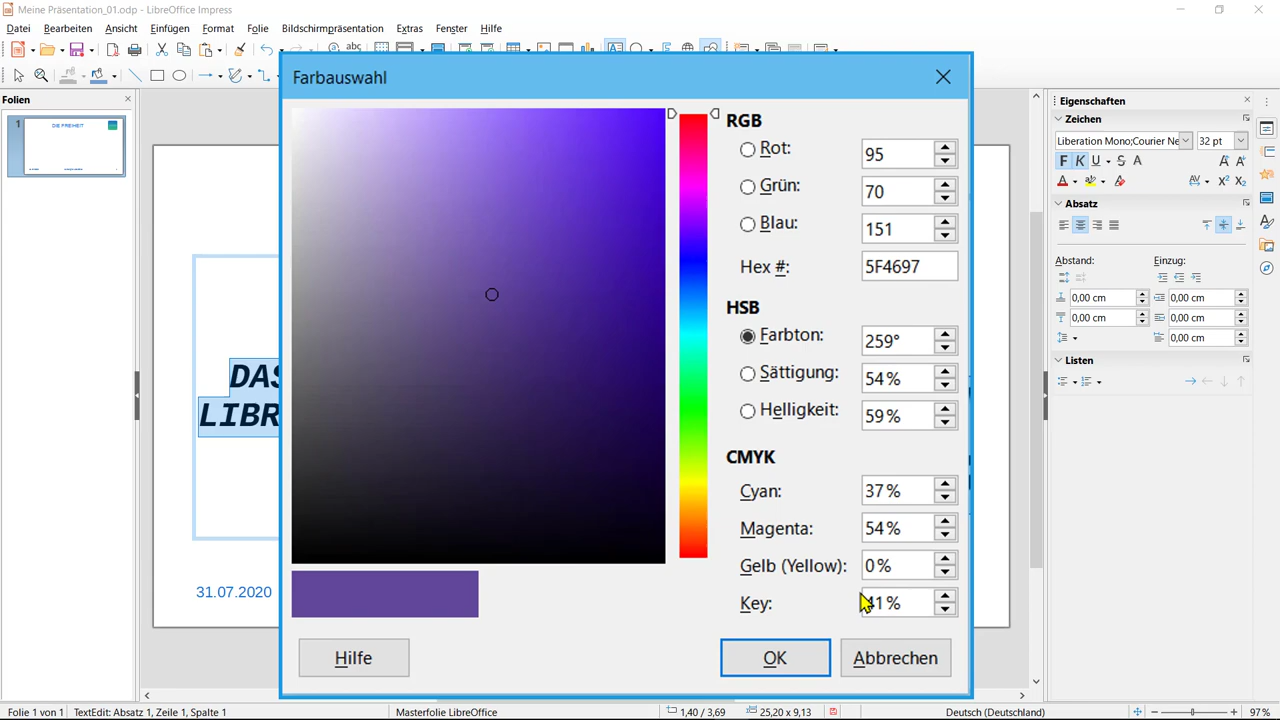 Meine Präsentation_01.odp - LibreOffice Impress
Datei Bearbeiten Ansicht Einfügen Format Folie Bildschirmpräsentation Extras Fenster Hilfe
Folien
1
DIE FREIHEIT
Farbauswahl
RGB
Rot: 95
Grün: 70
Blau: 151
Hex #: 5F4697
HSB
Farbton: 259°
Sättigung: 54%
Helligkeit: 59%
CMYK
Cyan: 37%
Magenta: 54%
Gelb (Yellow): 0%
Key: 41%
Hilfe OK Abbrechen
DAS
LIBR
31.07.2020
Eigenschaften
Zeichen
Liberation Mono;Courier Ne 32 pt
F K U S A
Absatz
Abstand: Einzug:
0,00 cm 0,00 cm
0,00 cm 0,00 cm
0,00 cm
Listen
Folie 1 von 1 TextEdit: Absatz 1, Zeile 1, Spalte 1 Masterfolie LibreOffice 1,40 / 3,69 25,20 x 9,13 Deutsch (Deutschland) 97%